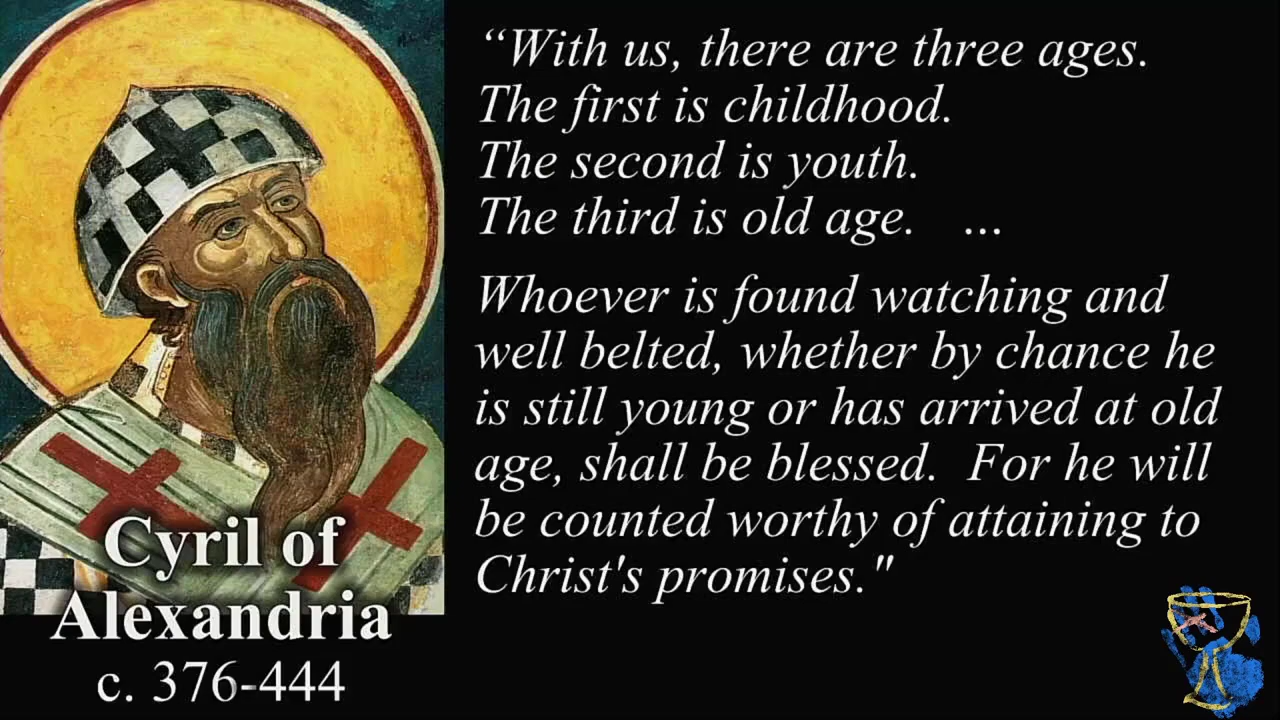 “With us, there are three ages.
The first is childhood.
The second is youth.
The third is old age. ...
Whoever is found watching and
well belted, whether by chance he
is still young or has arrived at old
age, shall be blessed. For he will
be counted worthy of attaining to
Christ's promises."
Cyril of
Alexandria
c. 376-444